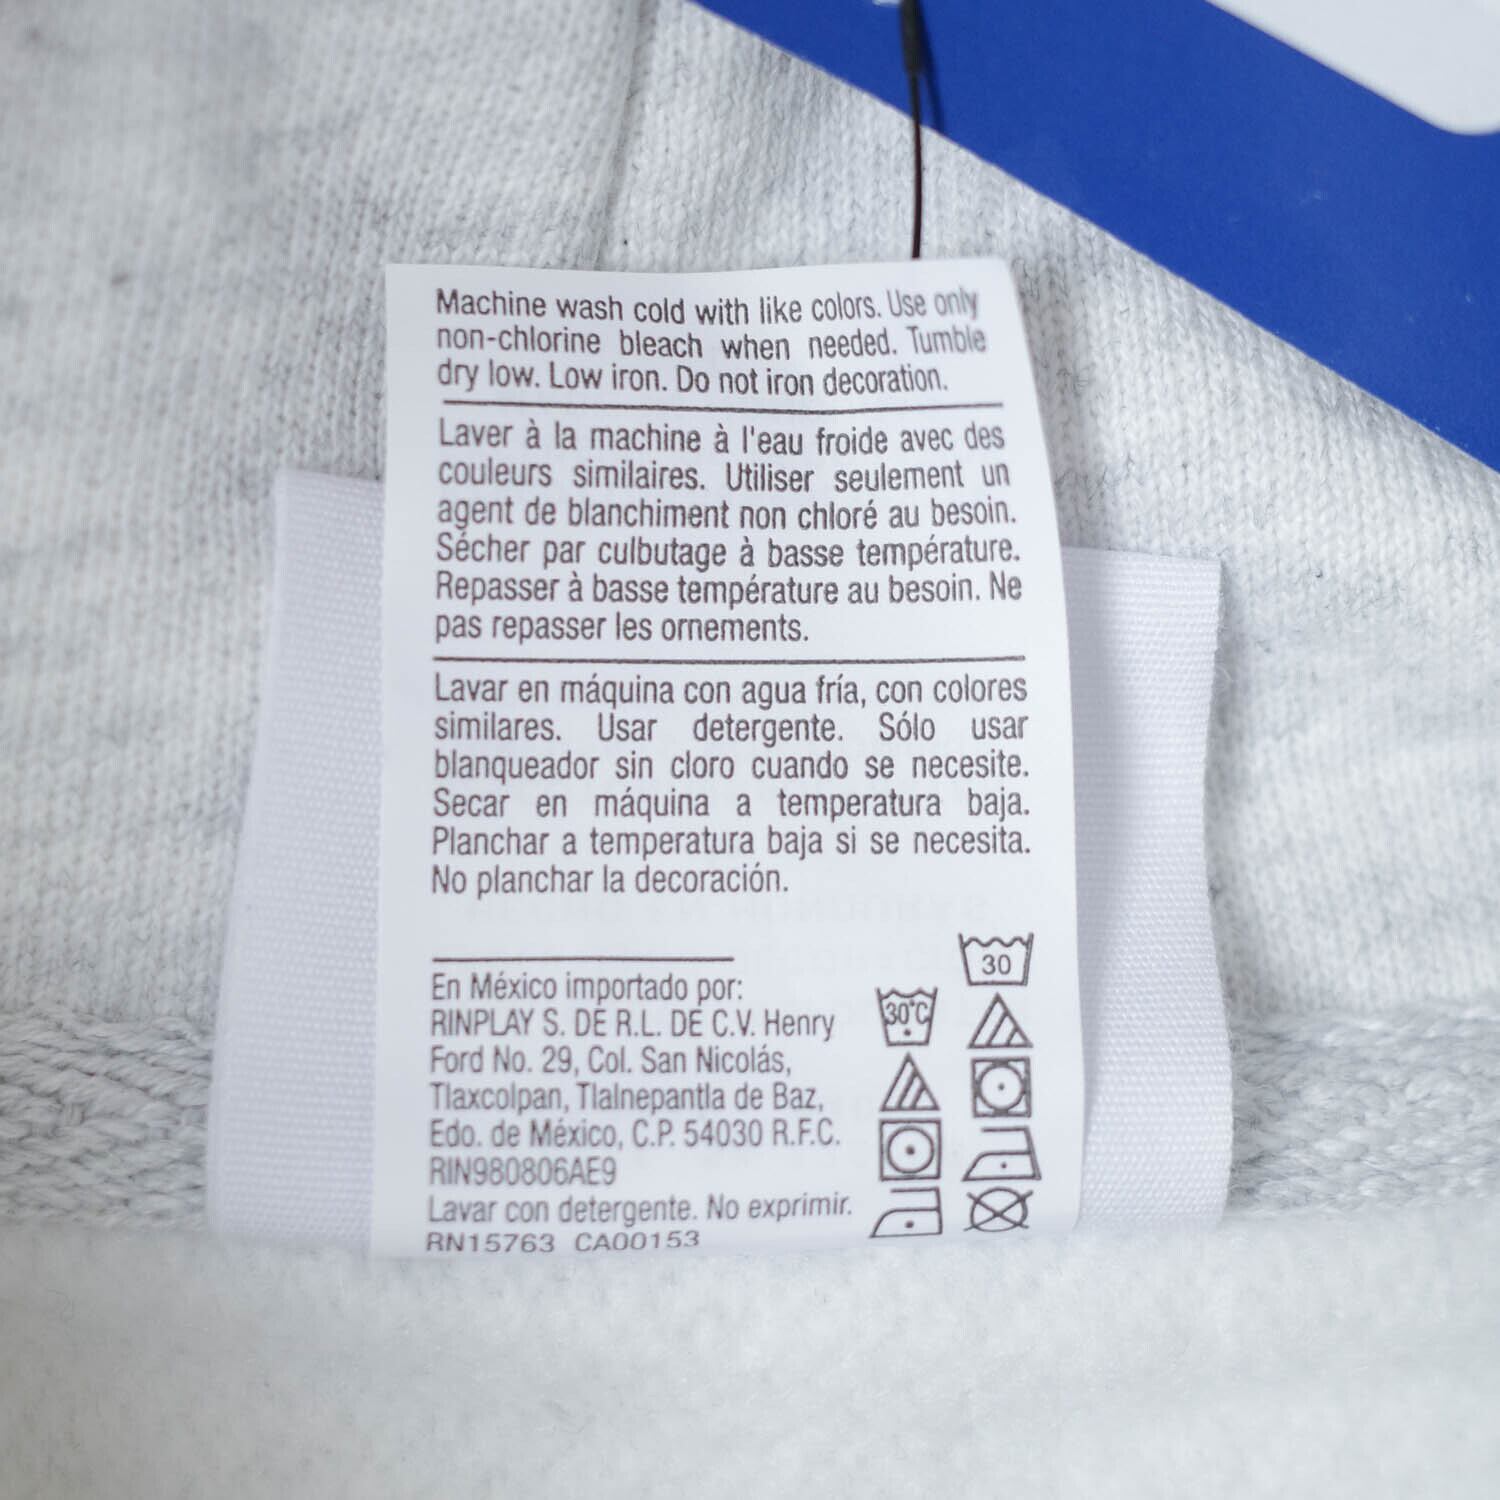 Machine wash cold with like colors. Use only
non-chlorine bleach when needed. Tumble
dry low. Low iron. Do not iron decoration.
Laver à la machine à l'eau froide avec des
couleurs similaires. Utiliser seulement un
agent de blanchiment non chloré au besoin.
Sécher par culbutage à basse température.
Repasser à basse température au besoin. Ne
pas repasser les ornements.
Lavar en máquina con agua fría, con colores
similares. Usar detergente. Sólo usar
blanqueador sin cloro cuando se necesite.
Secar en máquina a temperatura baja.
Planchar a temperatura baja si se necesita.
No planchar la decoración.
En México importado por:
RINPLAY S. DE R.L. DE C.V. Henry
Ford No. 29, Col. San Nicolás,
Tlaxcolpan, Tlalnepantla de Baz,
Edo. de México, C.P. 54030 R.F.C.
RIN980806AE9
Lavar con detergente. No exprimir.
RN15763 CA00153
30°C
30